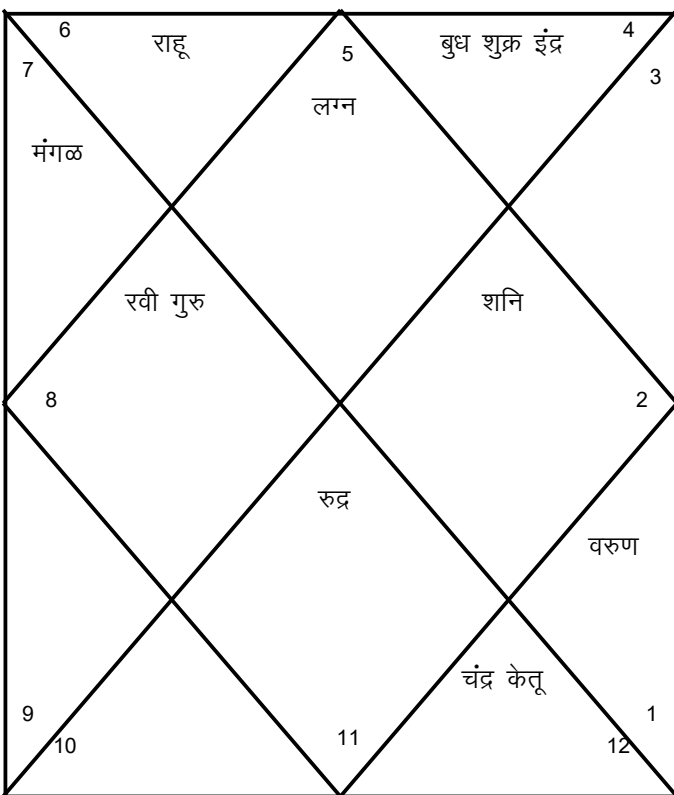 6 राहू 5 बुध शुक्र इंद्र 4
7 3
लग्न
मंगळ
रवी गुरु शनि
8 2
रुद्र
वरुण
चंद्र केतू
9 11 1
10 12